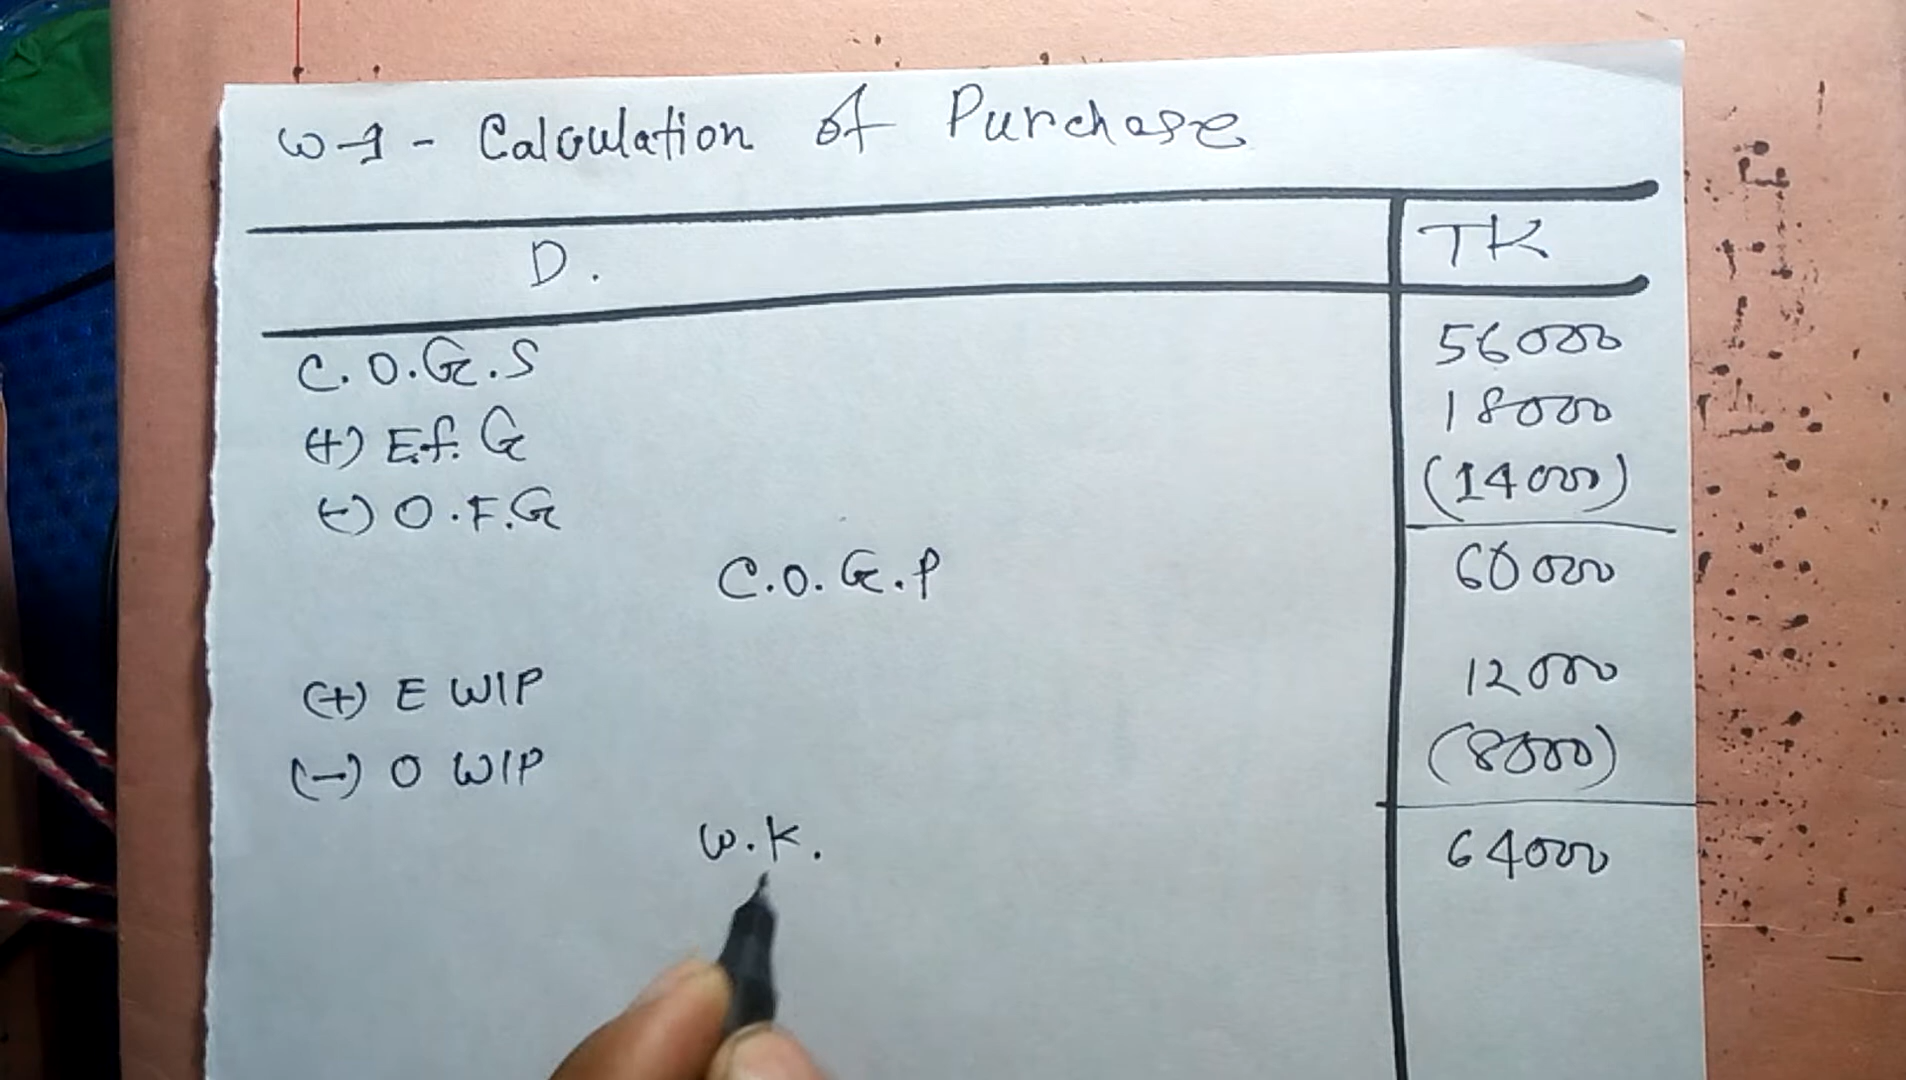 W-1 - Calculation of Purchase
D. TK
C.O.G.S 56000
(+) E.f. G 18000
(-) O.F.G (14000)
C.O.G.P 60000
(+) E WIP 12000
(-) O WIP (8000)
W.K. 64000